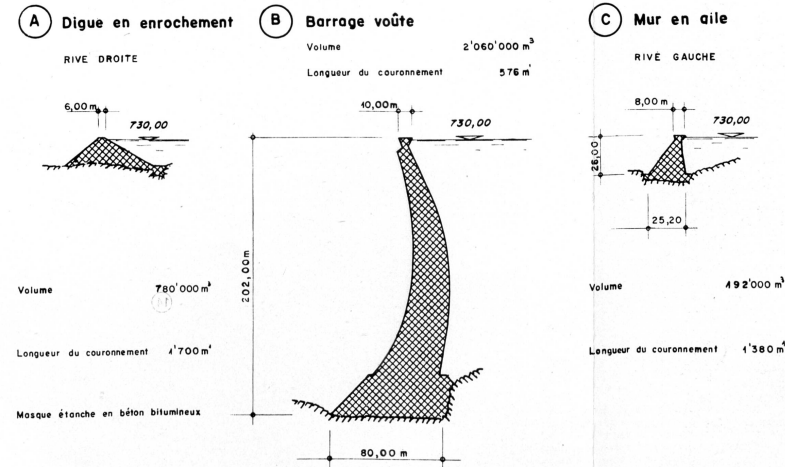 A Digue en enrochement
RIVE DROITE
6,00 m
730,00
Volume 780'000 m³
Longueur du couronnement 1'700 m'
Masque étanche en béton bitumineux
B Barrage voûte
Volume 2'060'000 m³
Longueur du couronnement 576 m'
10,00 m
730,00
202,00 m
80,00 m
C Mur en aile
RIVE GAUCHE
8,00 m
730,00
26,00
25,20
Volume 192'000 m³
Longueur du couronnement 1'380 m'